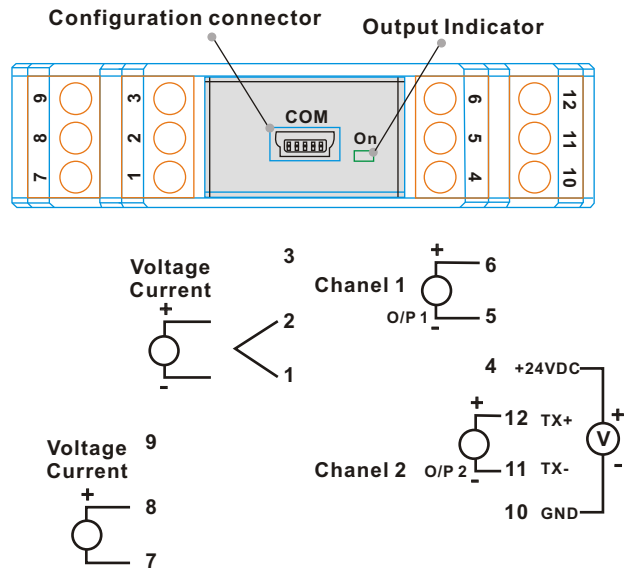 Configuration connector
Output Indicator
9
8
7
3
2
1
COM
On
6
5
4
12
11
10
Voltage
Current
+
-
3
2
1
Chanel 1
O/P 1
+
-
6
5
4 +24VDC
12 TX+
11 TX-
10 GND
+
V
-
Chanel 2
O/P 2
+
-
Voltage
Current
+
9
8
7